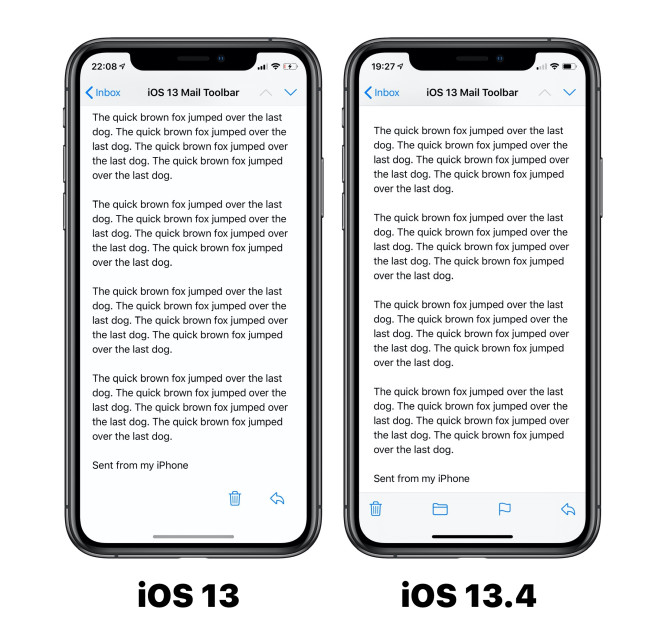 22:08
Inbox
iOS 13 Mail Toolbar
The quick brown fox jumped over the last
dog. The quick brown fox jumped over the
last dog. The quick brown fox jumped over
the last dog. The quick brown fox jumped
over the last dog.
The quick brown fox jumped over the last
dog. The quick brown fox jumped over the
last dog. The quick brown fox jumped over
the last dog. The quick brown fox jumped
over the last dog.
The quick brown fox jumped over the last
dog. The quick brown fox jumped over the
last dog. The quick brown fox jumped over
the last dog. The quick brown fox jumped
over the last dog.
The quick brown fox jumped over the last
dog. The quick brown fox jumped over the
last dog. The quick brown fox jumped over
the last dog. The quick brown fox jumped
over the last dog.
Sent from my iPhone
iOS 13
19:27
Inbox
iOS 13 Mail Toolbar
The quick brown fox jumped over the last
dog. The quick brown fox jumped over the
last dog. The quick brown fox jumped over
the last dog. The quick brown fox jumped
over the last dog.
The quick brown fox jumped over the last
dog. The quick brown fox jumped over the
last dog. The quick brown fox jumped over
the last dog. The quick brown fox jumped
over the last dog.
The quick brown fox jumped over the last
dog. The quick brown fox jumped over the
last dog. The quick brown fox jumped over
the last dog. The quick brown fox jumped
over the last dog.
The quick brown fox jumped over the last
dog. The quick brown fox jumped over the
last dog. The quick brown fox jumped over
the last dog. The quick brown fox jumped
over the last dog.
Sent from my iPhone
iOS 13.4